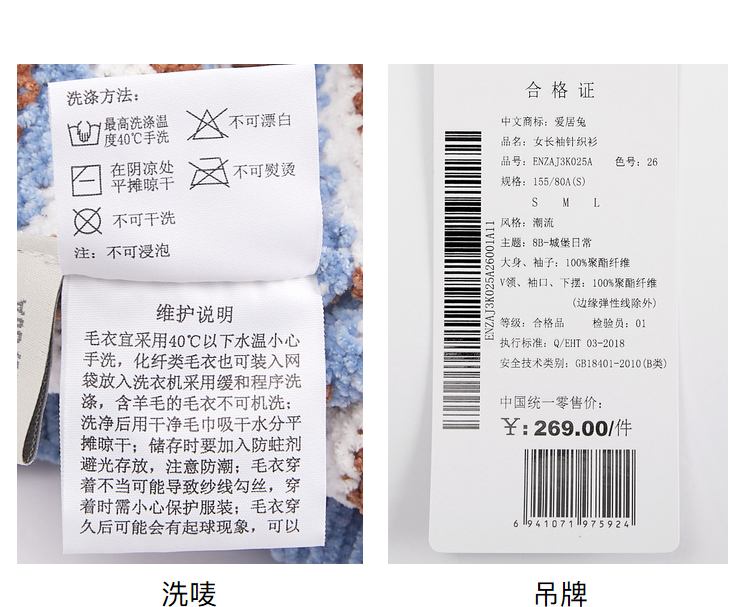 洗涤方法：
最高洗涤温
度40℃手洗
不可漂白
在阴凉处
平摊晾干
不可熨烫
不可干洗
注：不可浸泡
维护说明
毛衣宜采用40℃以下水温小心
手洗，化纤类毛衣也可装入网
袋放入洗衣机采用缓和程序洗
涤，含羊毛的毛衣不可机洗；
洗净后用干净毛巾吸干水分平
摊晾干；储存时要加入防蛀剂
避光存放，注意防潮；毛衣穿
着不当可能导致纱线勾丝，穿
着时需小心保护服装；毛衣穿
久后可能会有起球现象，可以
洗唛
合格证
中文商标：爱居兔
品名：女长袖针织衫
品号：ENZAJ3K025A 色号：26
规格：155/80A(S)
S M L
风格：潮流
主题：8B-城堡日常
大身、袖子：100%聚酯纤维
V领、袖口、下摆：100%聚酯纤维
(边缘弹性线除外)
等级：合格品 检验员：01
执行标准：Q/EHT 03-2018
安全技术类别：GB18401-2010(B类)
ENZAJ3K025A26001A11
中国统一零售价：
¥:269.00/件
6 941071 975924
吊牌